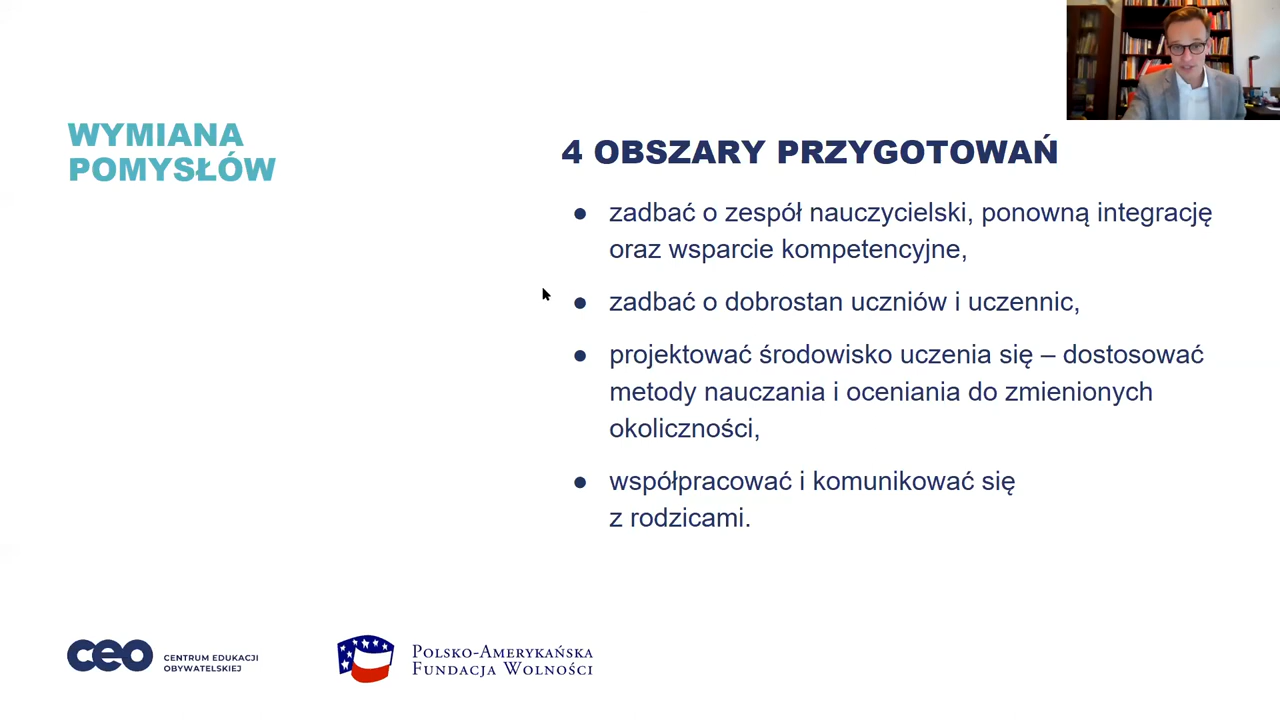 WYMIANA
POMYSŁÓW
4 OBSZARY PRZYGOTOWAŃ
● zadbać o zespół nauczycielski, ponowną integrację
oraz wsparcie kompetencyjne,
● zadbać o dobrostan uczniów i uczennic,
● projektować środowisko uczenia się – dostosować
metody nauczania i oceniania do zmienionych
okoliczności,
● współpracować i komunikować się
z rodzicami.
ceo CENTRUM EDUKACJI
OBYWATELSKIEJ
POLSKO-AMERYKAŃSKA
FUNDACJA WOLNOŚCI